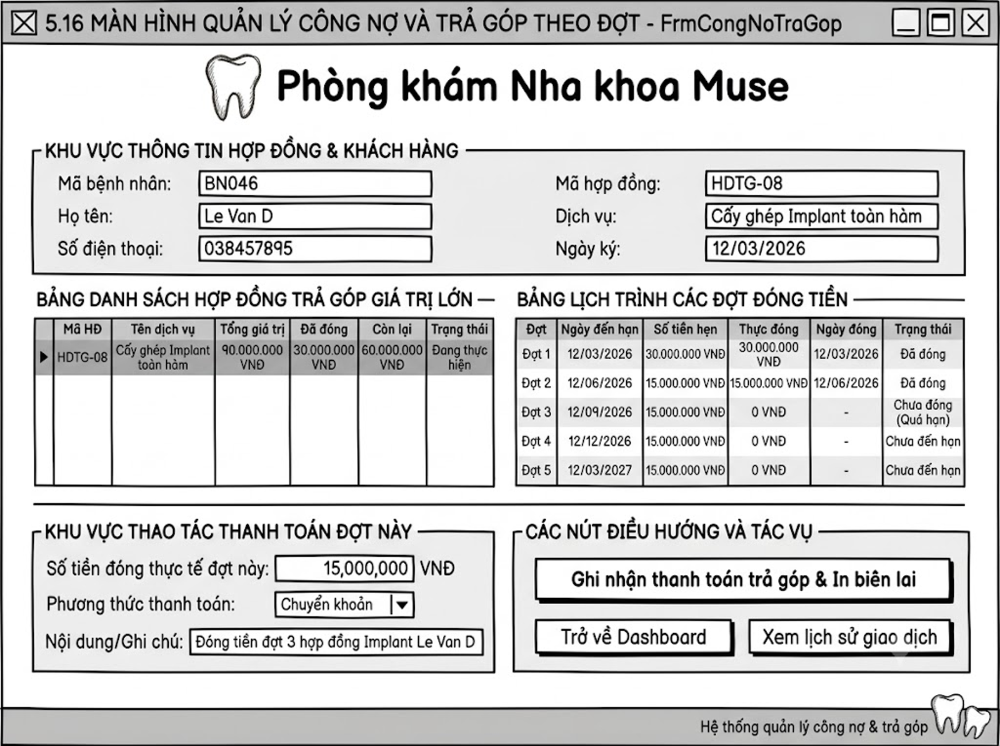 5.16 MÀN HÌNH QUẢN LÝ CÔNG NỢ VÀ TRẢ GÓP THEO ĐỢT - FrmCongNoTraGop
Phòng khám Nha khoa Muse
KHU VỰC THÔNG TIN HỢP ĐỒNG & KHÁCH HÀNG
Mã bệnh nhân: BN046 Mã hợp đồng: HDTG-08
Họ tên: Le Van D Dịch vụ: Cấy ghép Implant toàn hàm
Số điện thoại: 038457895 Ngày ký: 12/03/2026
BẢNG DANH SÁCH HỢP ĐỒNG TRẢ GÓP GIÁ TRỊ LỚN
Mã HĐ Tên dịch vụ Tổng giá trị Đã đóng Còn lại Trạng thái
HDTG-08 Cấy ghép Implant toàn hàm 90.000.000 VNĐ 30.000.000 VNĐ 60.000.000 VNĐ Đang thực hiện
BẢNG LỊCH TRÌNH CÁC ĐỢT ĐÓNG TIỀN
Đợt Ngày đến hạn Số tiền hẹn Thực đóng Ngày đóng Trạng thái
Đợt 1 12/03/2026 30.000.000 VNĐ 30.000.000 VNĐ 12/03/2026 Đã đóng
Đợt 2 12/06/2026 15.000.000 VNĐ 15.000.000 VNĐ 12/06/2026 Đã đóng
Đợt 3 12/09/2026 15.000.000 VNĐ 0 VNĐ - Chưa đóng (Quá hạn)
Đợt 4 12/12/2026 15.000.000 VNĐ 0 VNĐ - Chưa đến hạn
Đợt 5 12/03/2027 15.000.000 VNĐ 0 VNĐ - Chưa đến hạn
KHU VỰC THAO TÁC THANH TOÁN ĐỢT NÀY
Số tiền đóng thực tế đợt này: 15,000,000 VNĐ
Phương thức thanh toán: Chuyển khoản
Nội dung/Ghi chú: Đóng tiền đợt 3 hợp đồng Implant Le Van D
CÁC NÚT ĐIỀU HƯỚNG VÀ TÁC VỤ
Ghi nhận thanh toán trả góp & In biên lai
Trở về Dashboard Xem lịch sử giao dịch
Hệ thống quản lý công nợ & trả góp